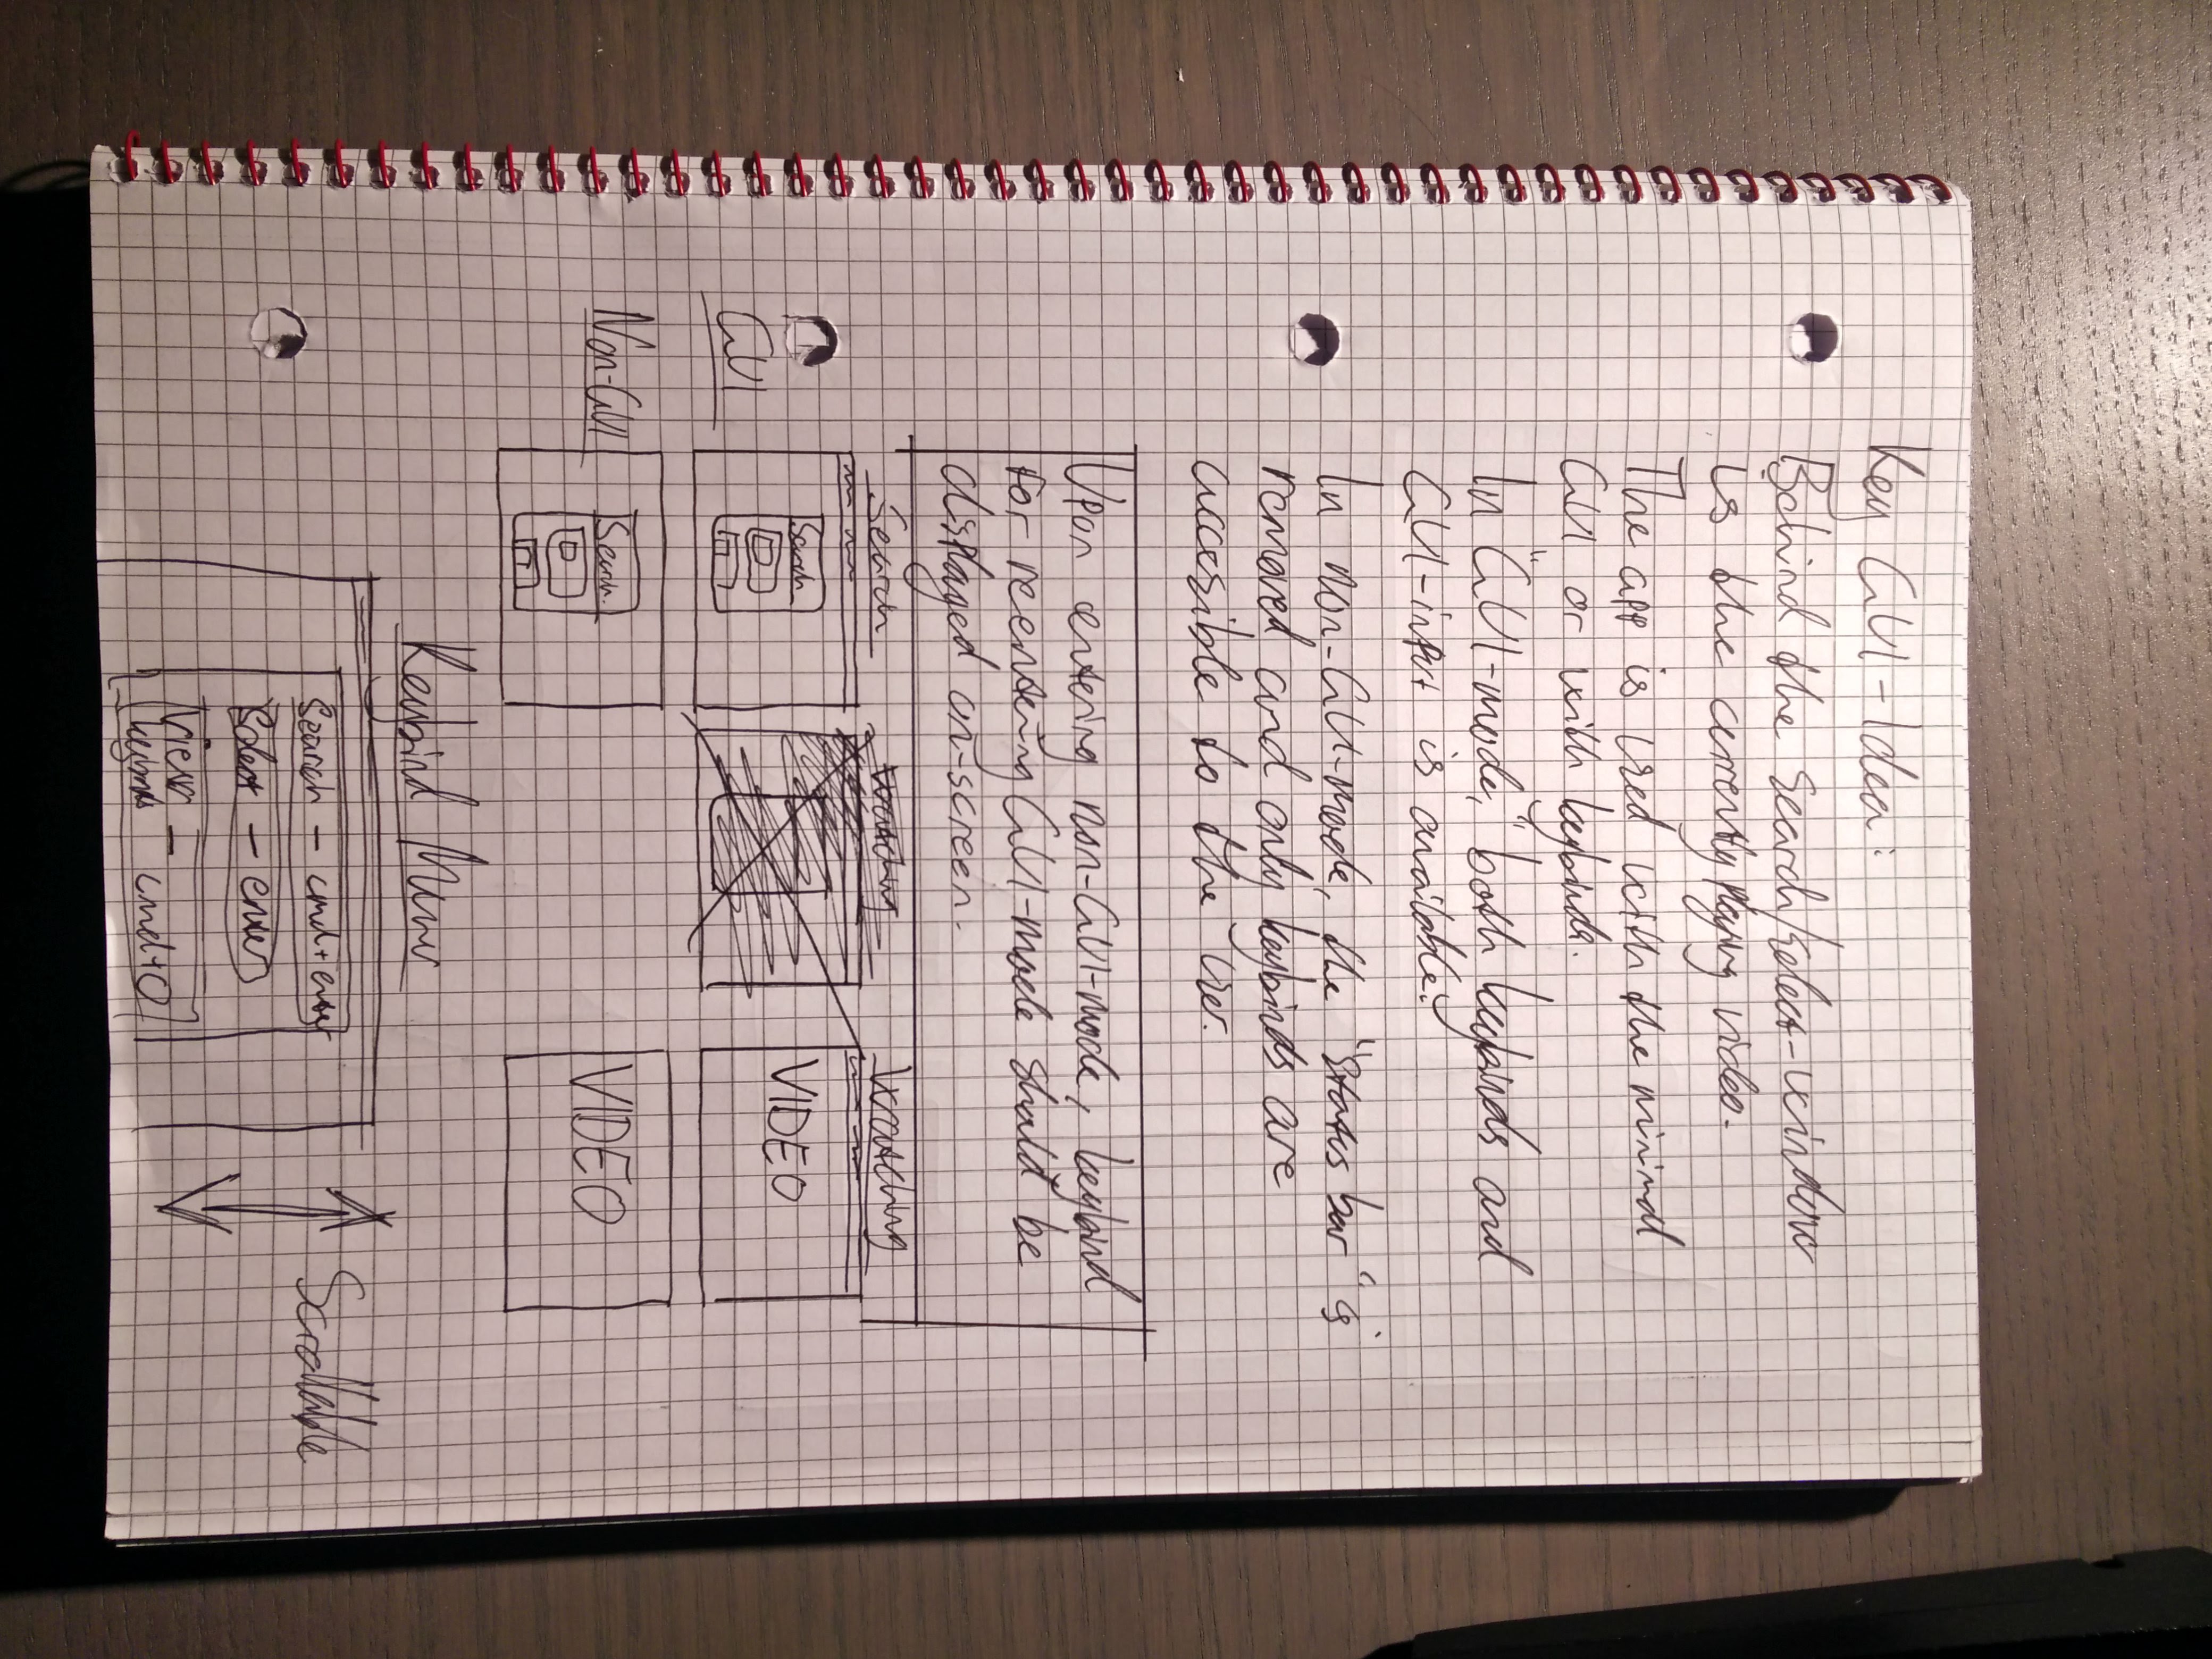 Key GUI-Idea:
Behind the Search/Select-window
is the currently playing video.
The app is used with the minimal
GUI or with keybinds.
In "GUI-mode," both keybinds and
GUI-input is available.
In non-GUI-mode, the "Status bar" is
removed and only keybinds are
accessible to the User.
Upon entering non-GUI-mode, keybind
for reentering GUI-mode should be
displayed on-screen.
Search Watching
GUI Search VIDEO
Non-GUI Search VIDEO
Keybind Menu
Search - cmd + enter
Select - enter
View keybinds - cmd + O
Scrollable